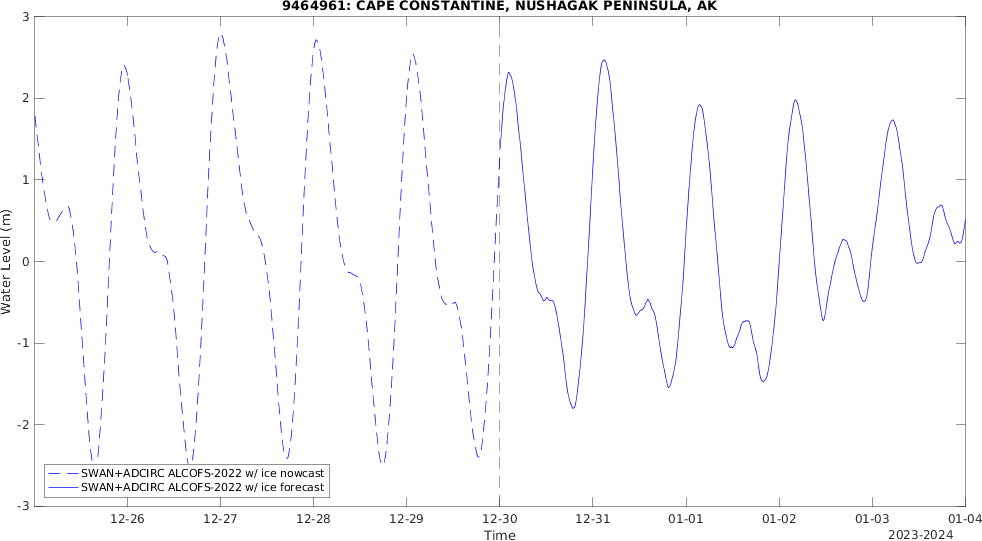 9464961: CAPE CONSTANTINE, NUSHAGAK PENINSULA, AK
3
2
1
0
-1
-2
-3
Water Level (m)
SWAN+ADCIRC ALCOFS-2022 w/ ice nowcast
SWAN+ADCIRC ALCOFS-2022 w/ ice forecast
12-26 12-27 12-28 12-29 12-30 12-31 01-01 01-02 01-03 01-04
Time
2023-2024